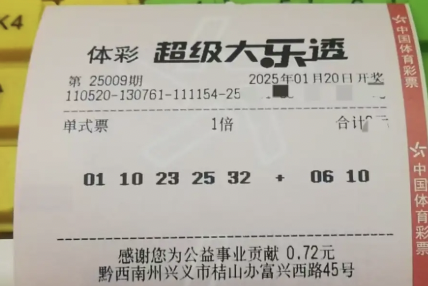 K4
体彩 超级大乐透
第 25009期 2025年01月20日开奖
110520-130761-111154-25
单式票 1倍 合计 元
01 10 23 25 32 + 06 10
感谢您为公益事业贡献 0.72元
黔西南州兴义市桔山办富兴西路45号
中国体育彩票
中国体育彩票